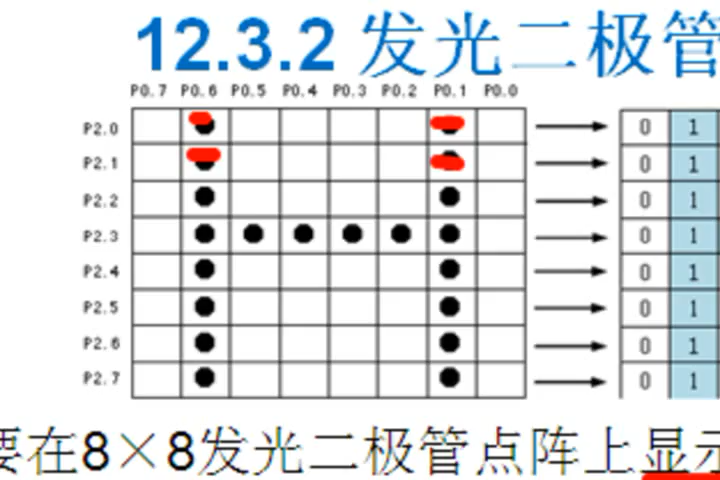 12.3.2 发光二极管
P0.7 P0.6 P0.5 P0.4 P0.3 P0.2 P0.1 P0.0
P2.0 0 1
P2.1 0 1
P2.2 0 1
P2.3 0 1
P2.4 0 1
P2.5 0 1
P2.6 0 1
P2.7 0 1
要在8×8发光二极管点阵上显示